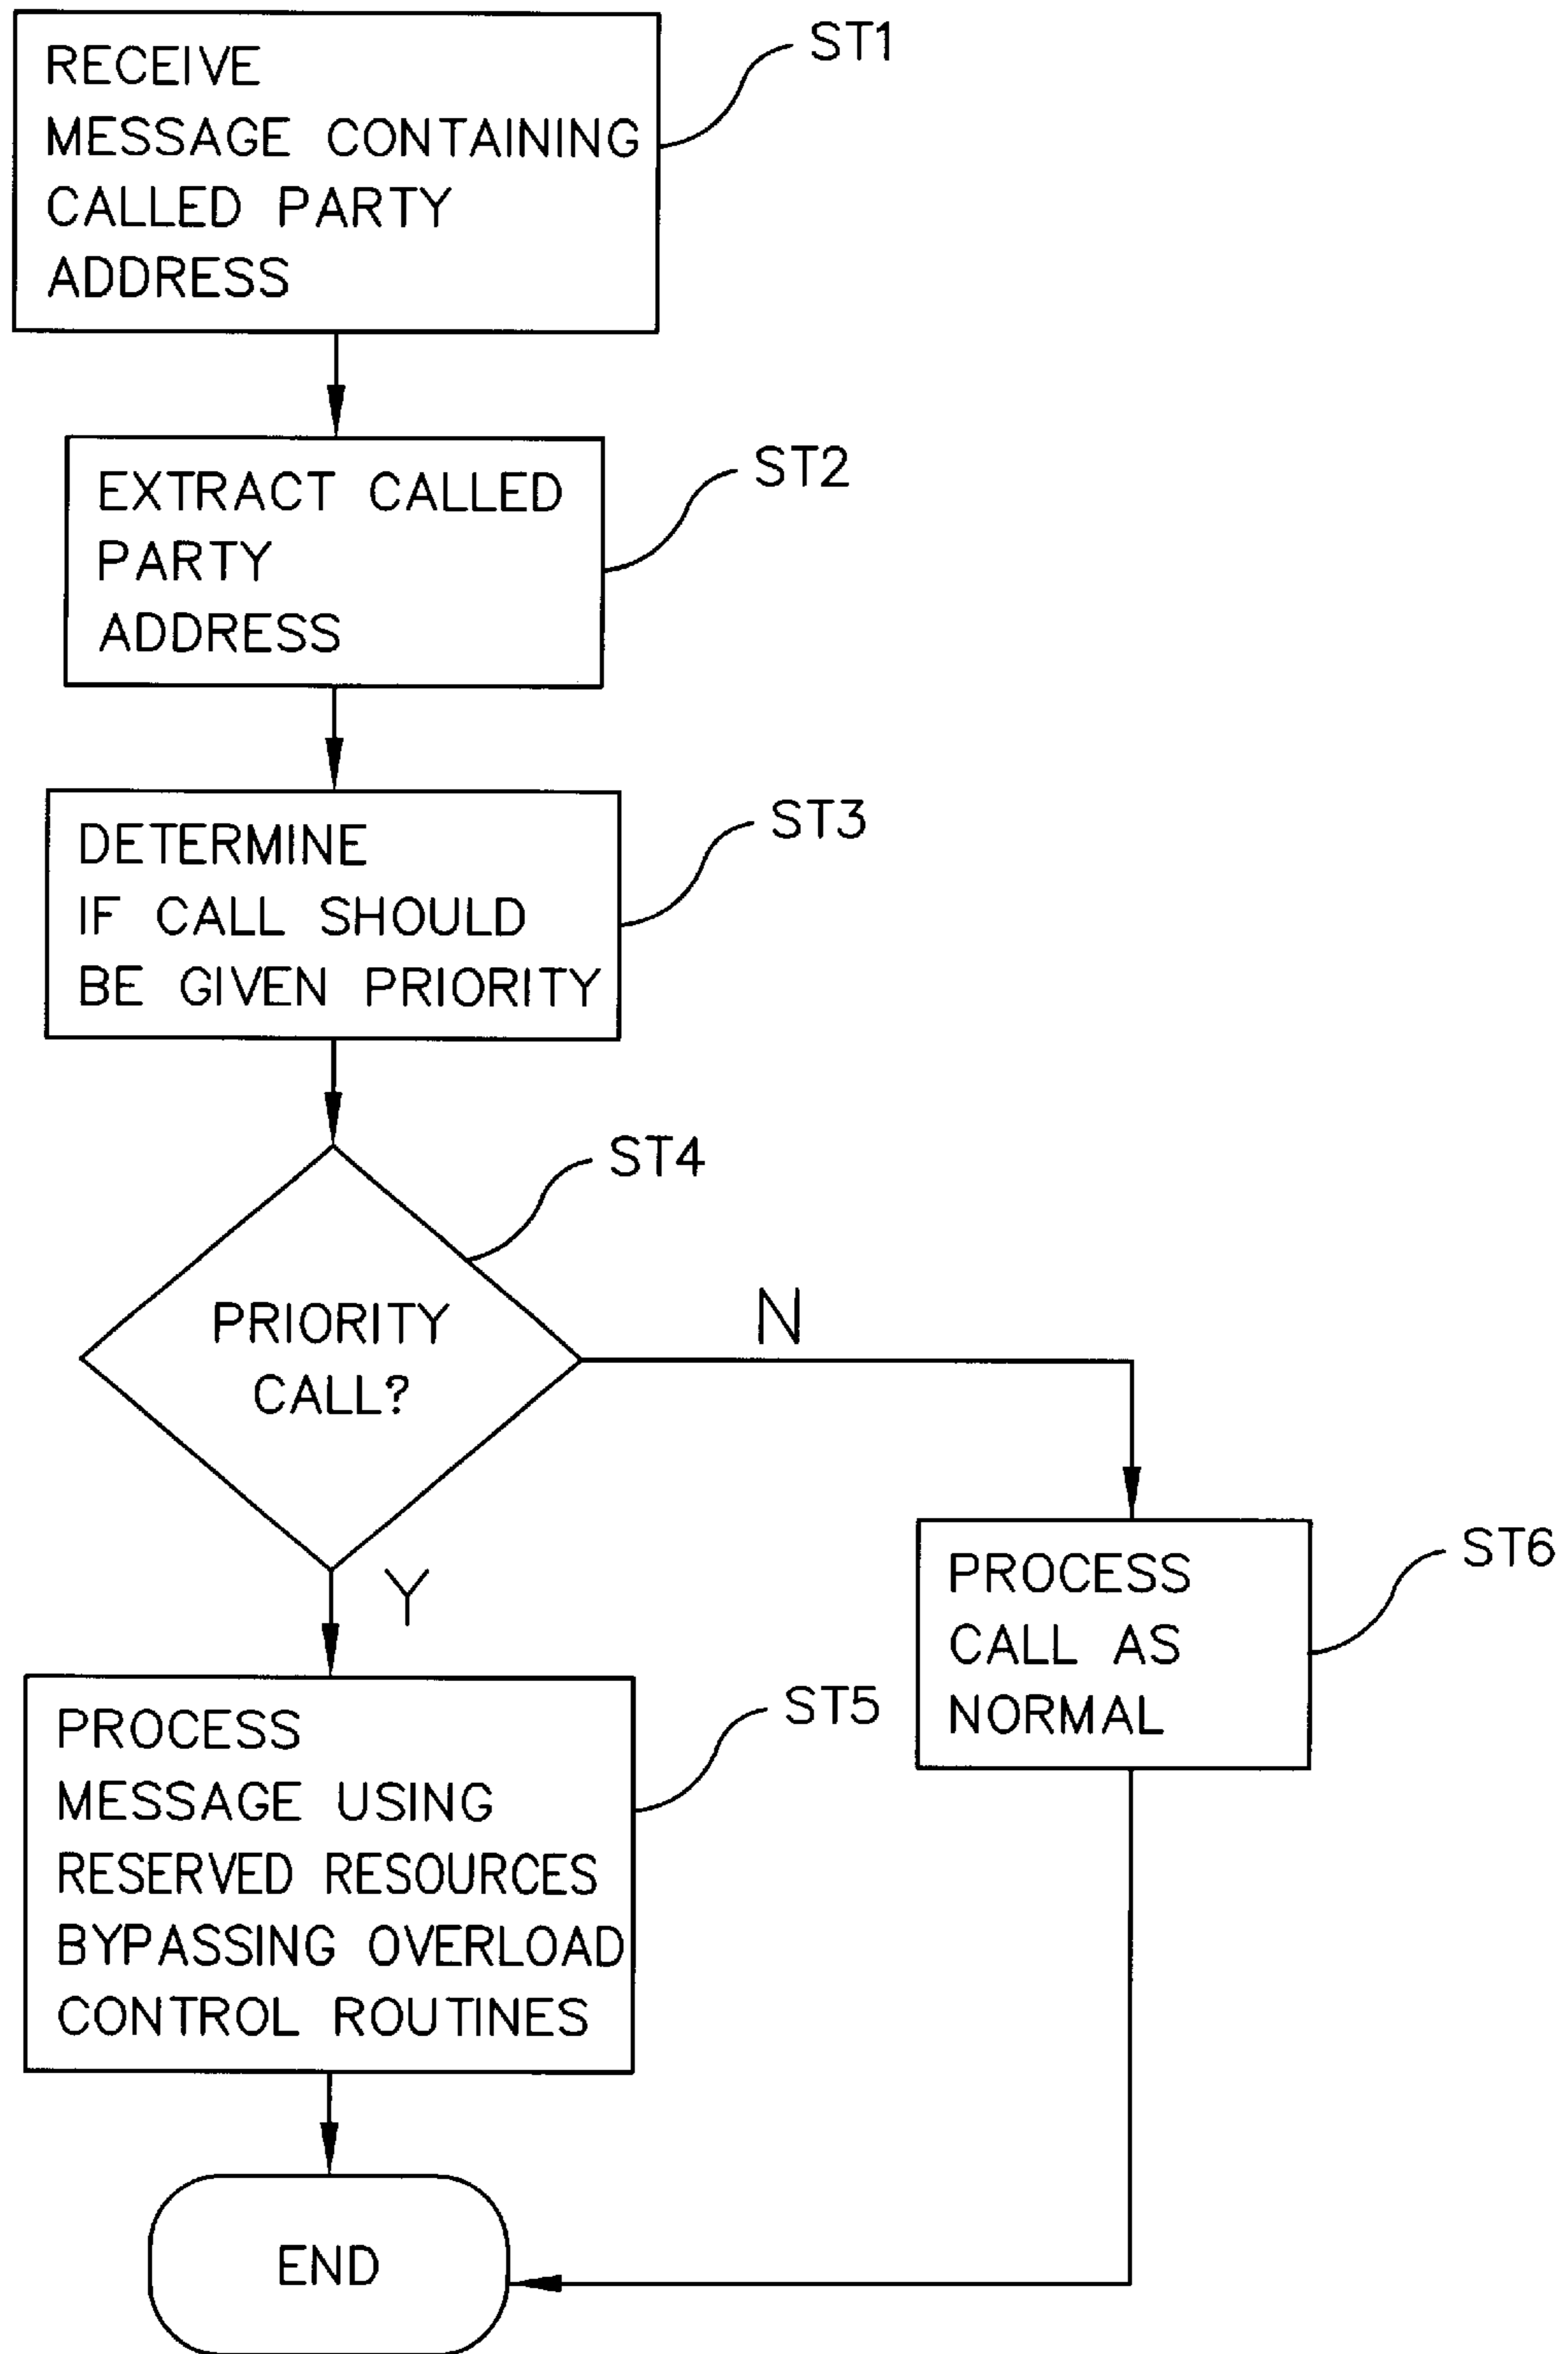 RECEIVE
MESSAGE CONTAINING
CALLED PARTY
ADDRESS
ST1
EXTRACT CALLED
PARTY
ADDRESS
ST2
DETERMINE
IF CALL SHOULD
BE GIVEN PRIORITY
ST3
PRIORITY
CALL?
ST4
N
Y
PROCESS
CALL AS
NORMAL
ST6
PROCESS
MESSAGE USING
RESERVED RESOURCES
BYPASSING OVERLOAD
CONTROL ROUTINES
ST5
END